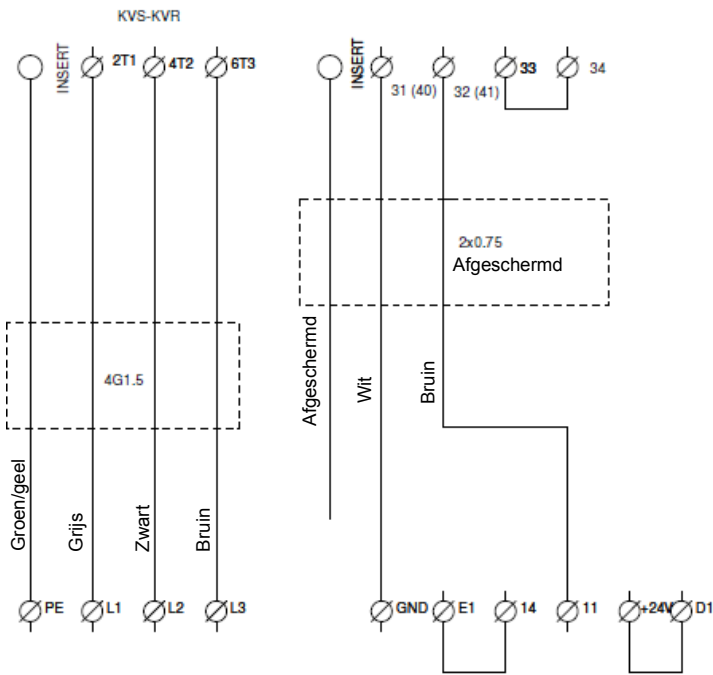 KVS-KVR
INSERT
2T1
4T2
6T3
INSERT
31 (40)
32 (41)
33
34
2x0.75
Afgeschermd
4G1.5
Groen/geel
Grijs
Zwart
Bruin
Afgeschermd
Wit
Bruin
PE
L1
L2
L3
GND
E1
14
11
+24V
D1